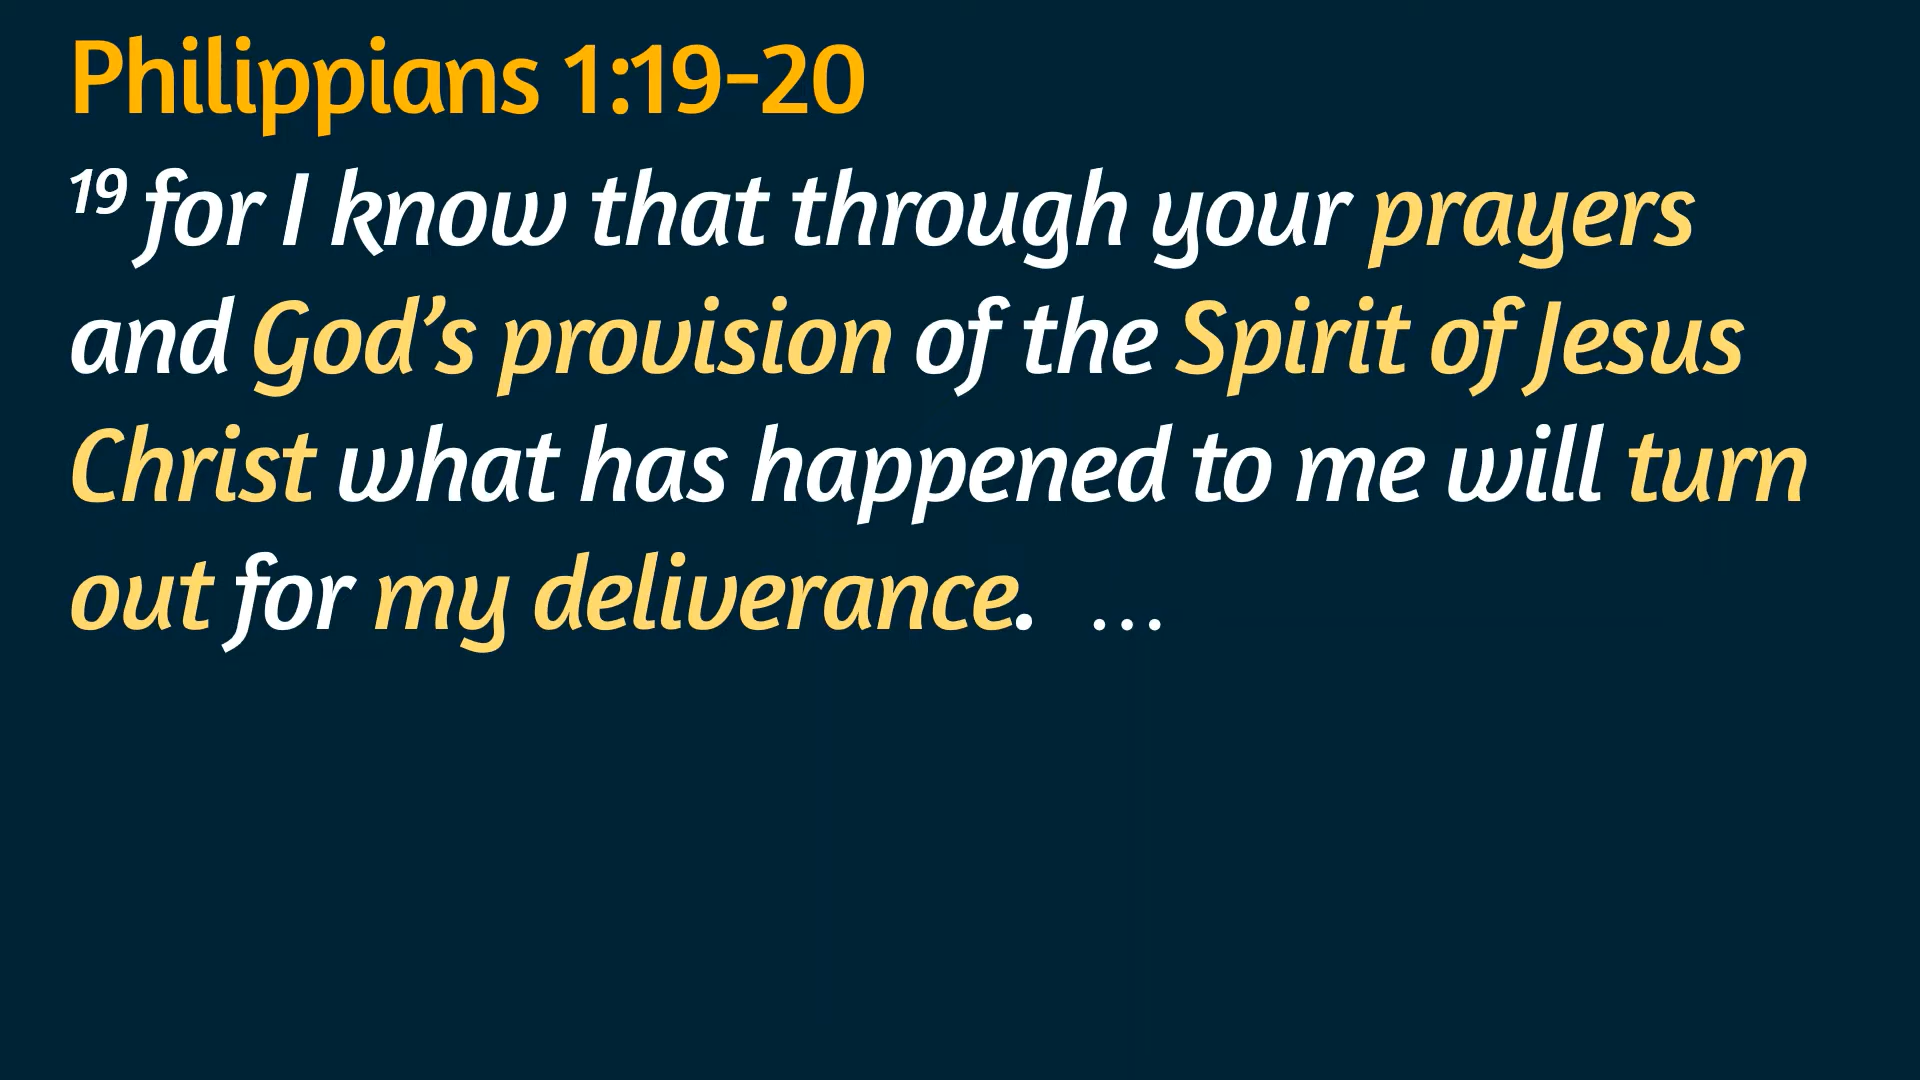 Philippians 1:19-20
19 for I know that through your prayers
and God’s provision of the Spirit of Jesus
Christ what has happened to me will turn
out for my deliverance. …